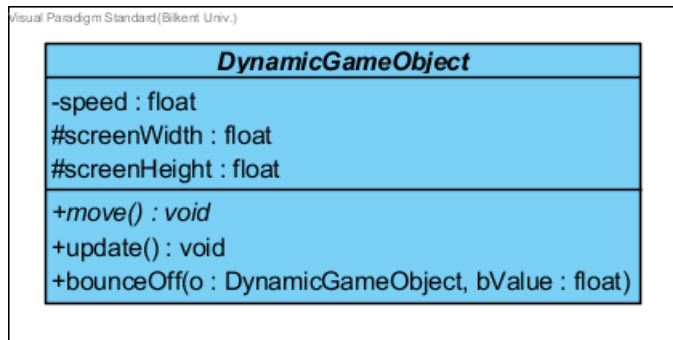 Visual Paradigm Standard(Bilkent Univ.)
DynamicGameObject
-speed : float
#screenWidth : float
#screenHeight : float
+move() : void
+update() : void
+bounceOff(o : DynamicGameObject, bValue : float)